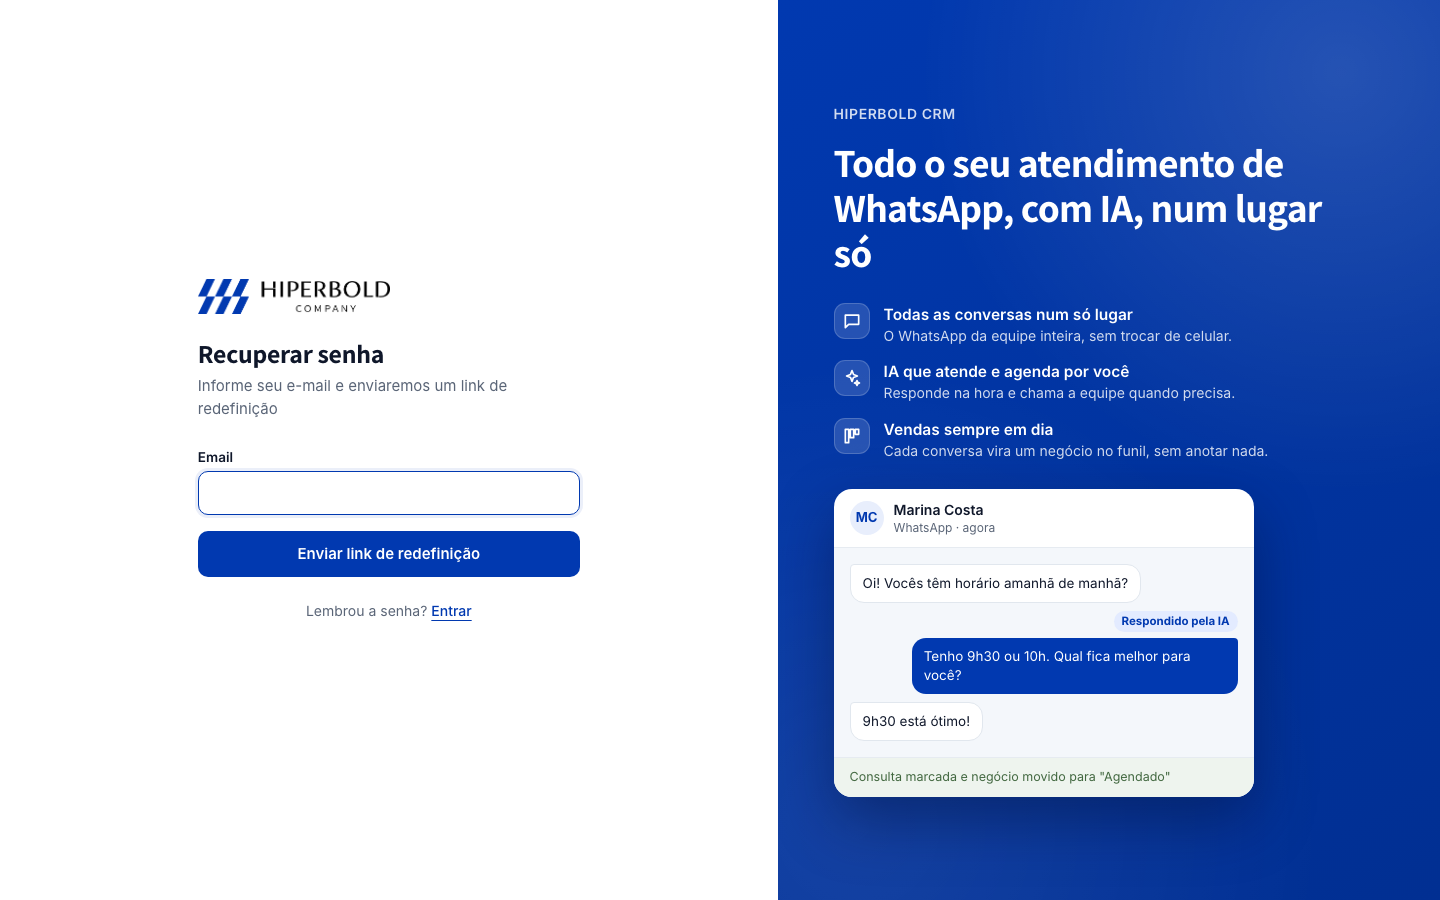 HIPERBOLD
COMPANY
Recuperar senha
Informe seu e-mail e enviaremos um link de
redefinição
Email
Enviar link de redefinição
Lembrou a senha? Entrar
HIPERBOLD CRM
Todo o seu atendimento de
WhatsApp, com IA, num lugar
só
Todas as conversas num só lugar
O WhatsApp da equipe inteira, sem trocar de celular.
IA que atende e agenda por você
Responde na hora e chama a equipe quando precisa.
Vendas sempre em dia
Cada conversa vira um negócio no funil, sem anotar nada.
MC
Marina Costa
WhatsApp · agora
Oi! Vocês têm horário amanhã de manhã?
Respondido pela IA
Tenho 9h30 ou 10h. Qual fica melhor para
você?
9h30 está ótimo!
Consulta marcada e negócio movido para "Agendado"